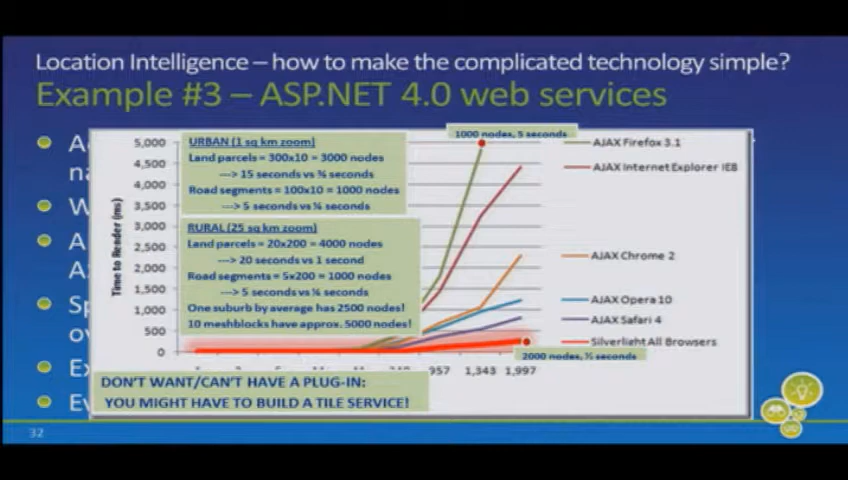 Location Intelligence – how to make the complicated technology simple?
Example #3 – ASP.NET 4.0 web services
1000 nodes, 5 seconds
5,000
4,500
4,000
3,500
3,000
2,500
2,000
1,500
1,000
500
0
Time to Render (ms)
URBAN (1 sq km zoom)
Land parcels = 300x10 = 3000 nodes
---> 15 seconds vs ¾ seconds
Road segments = 100x10 = 1000 nodes
---> 5 seconds vs ¼ seconds
RURAL (25 sq km zoom)
Land parcels = 20x200 = 4000 nodes
---> 20 seconds vs 1 second
Road segments = 5x200 = 1000 nodes
---> 5 seconds vs ¼ seconds
One suburb by average has 2500 nodes!
10 meshblocks have approx. 5000 nodes!
AJAX Firefox 3.1
AJAX Internet Explorer IE8
AJAX Chrome 2
AJAX Opera 10
AJAX Safari 4
Silverlight All Browsers
2000 nodes, ½ seconds
957 1,343 1,997
DON'T WANT/CAN'T HAVE A PLUG-IN:
YOU MIGHT HAVE TO BUILD A TILE SERVICE!
32